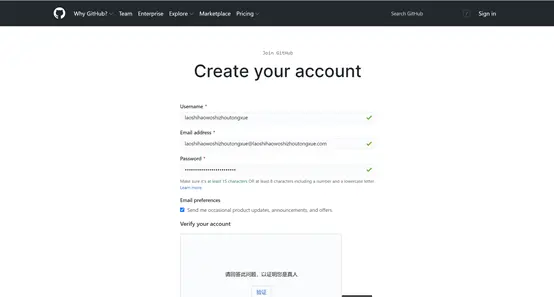 Why GitHub? Team Enterprise Explore Marketplace Pricing Search GitHub / Sign in
Join GitHub
Create your account
Username *
laoshihaowoshizhoutongxue
Email address *
laoshihaowoshizhoutongxue@laoshihaowoshizhoutongxue.com
Password *
Make sure it's at least 15 characters OR at least 8 characters including a number and a lowercase letter.
Learn more.
Email preferences
Send me occasional product updates, announcements, and offers.
Verify your account
请回答此问题，以证明您是真人
验证